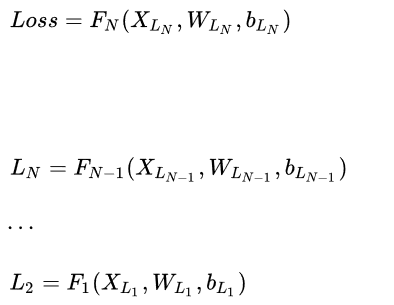 Loss = F_N(X_{L_N}, W_{L_N}, b_{L_N})
L_N = F_{N−1}(X_{L_{N−1}}, W_{L_{N−1}}, b_{L_{N−1}})
...
L_2 = F_1(X_{L_1}, W_{L_1}, b_{L_1})